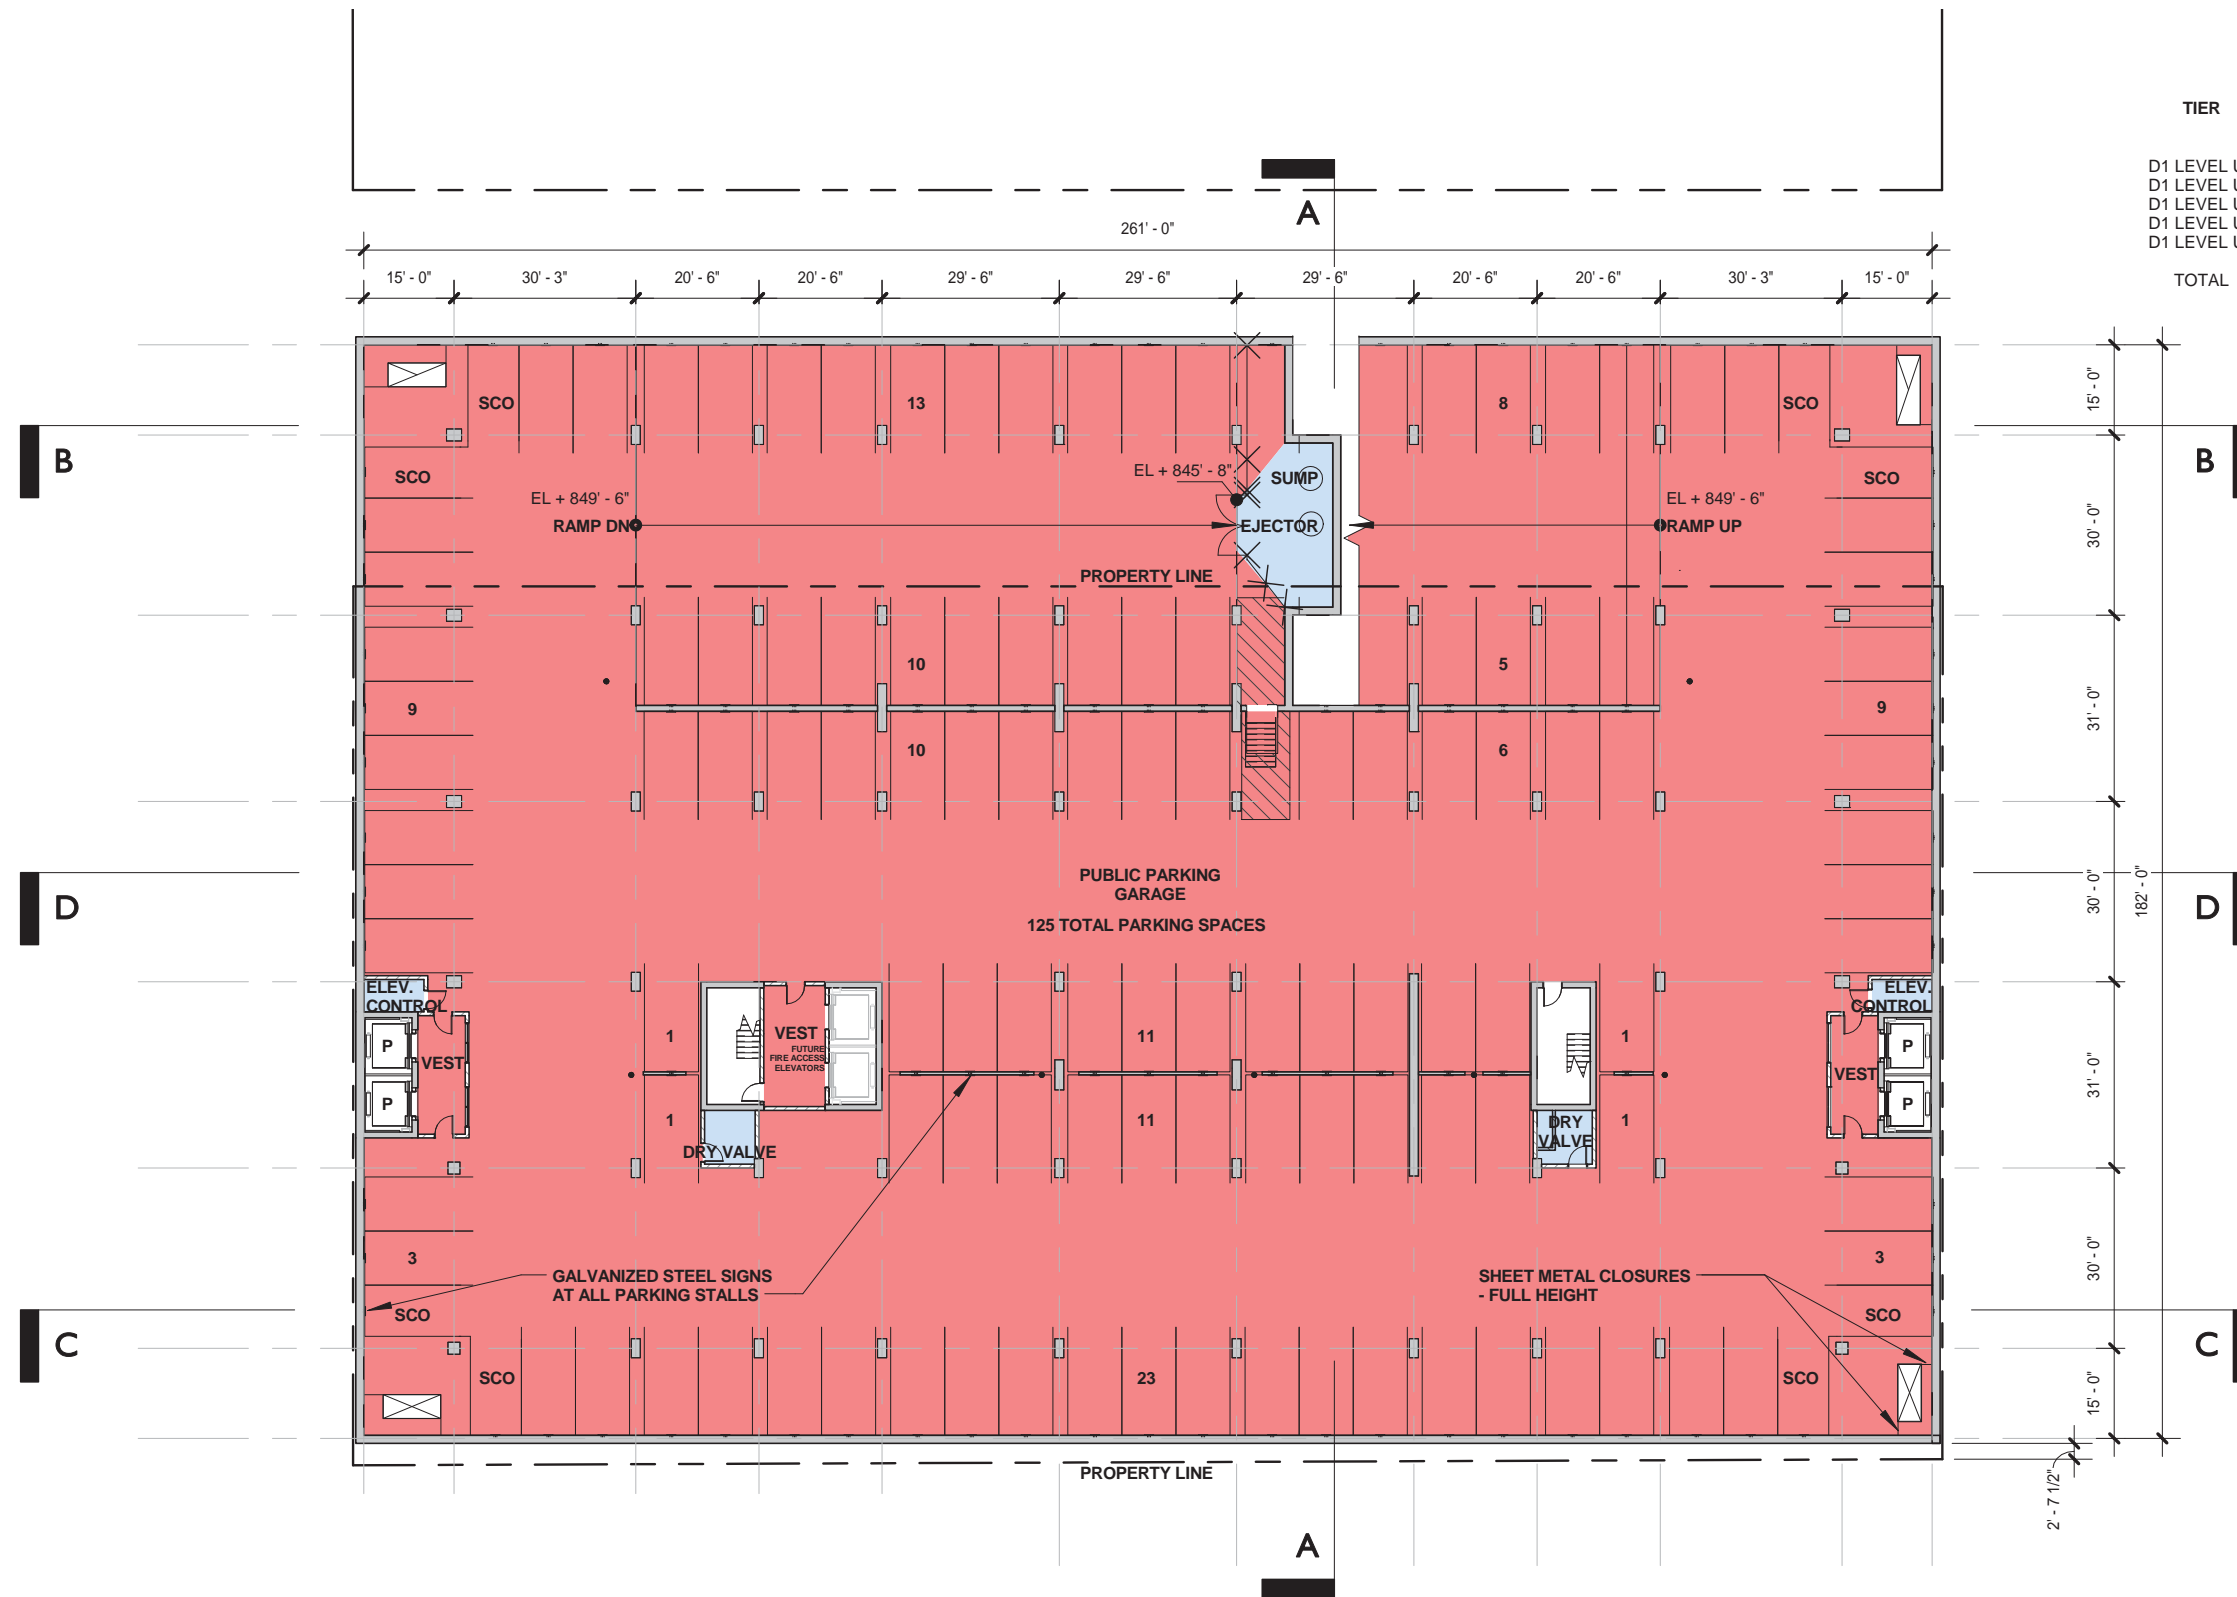 TIER
D1 LEVEL U
D1 LEVEL U
D1 LEVEL U
D1 LEVEL U
D1 LEVEL U
TOTAL
A
261' - 0"
15' - 0"
30' - 3"
20' - 6"
20' - 6"
29' - 6"
29' - 6"
29' - 6"
20' - 6"
20' - 6"
30' - 3"
15' - 0"
SCO
13
8
SCO
15' - 0"
B
SCO
EL + 845' - 8"
SUMP
SCO
B
EL + 849' - 6"
EL + 849' - 6"
RAMP DN
EJECTOR
RAMP UP
30' - 0"
PROPERTY LINE
10
5
9
9
31' - 0"
10
6
PUBLIC PARKING
GARAGE
125 TOTAL PARKING SPACES
D
30' - 0"
182' - 0"
D
ELEV.
CONTROL
ELEV.
CONTROL
P
VEST
1
VEST
FUTURE
FIRE ACCESS
ELEVATORS
11
1
P
VEST
31' - 0"
P
1
DRY VALVE
11
DRY
VALVE
1
P
3
3
30' - 0"
GALVANIZED STEEL SIGNS
AT ALL PARKING STALLS
SHEET METAL CLOSURES
- FULL HEIGHT
SCO
SCO
C
C
SCO
23
SCO
15' - 0"
PROPERTY LINE
2' - 7 1/2"
A